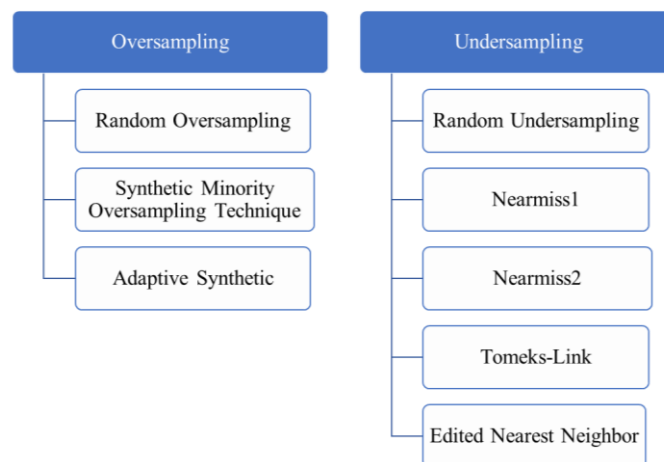 Oversampling
Random Oversampling
Synthetic Minority
Oversampling Technique
Adaptive Synthetic
Undersampling
Random Undersampling
Nearmiss1
Nearmiss2
Tomeks-Link
Edited Nearest Neighbor